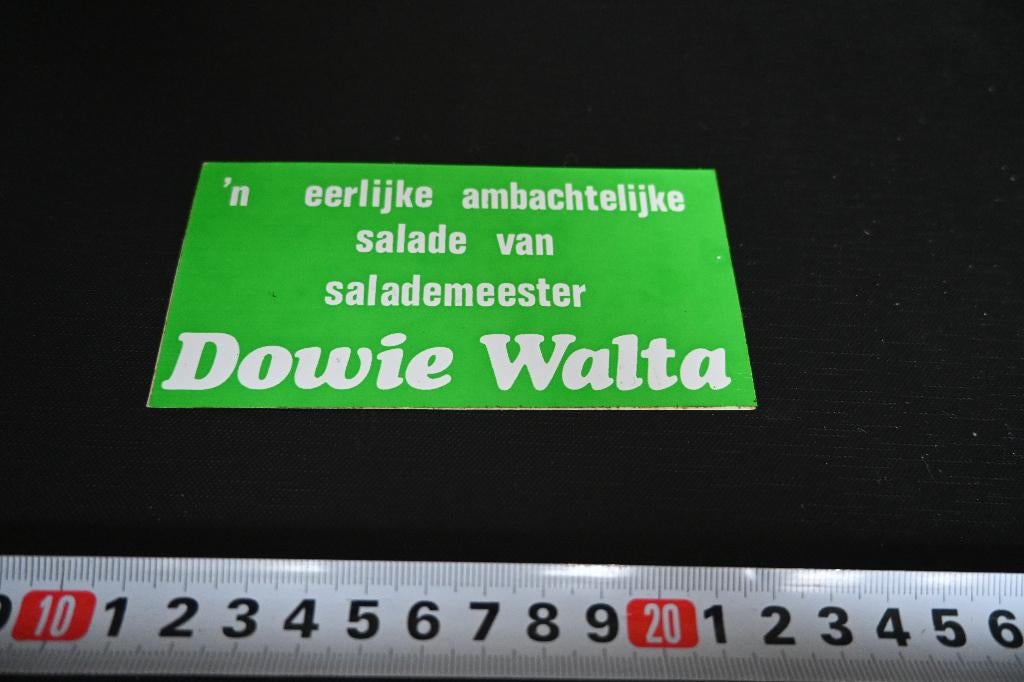 'n eerlijke ambachtelijke
salade van
salademeester
Dowie Walta
10 1 2 3 4 5 6 7 8 9 20 1 2 3 4 5 6